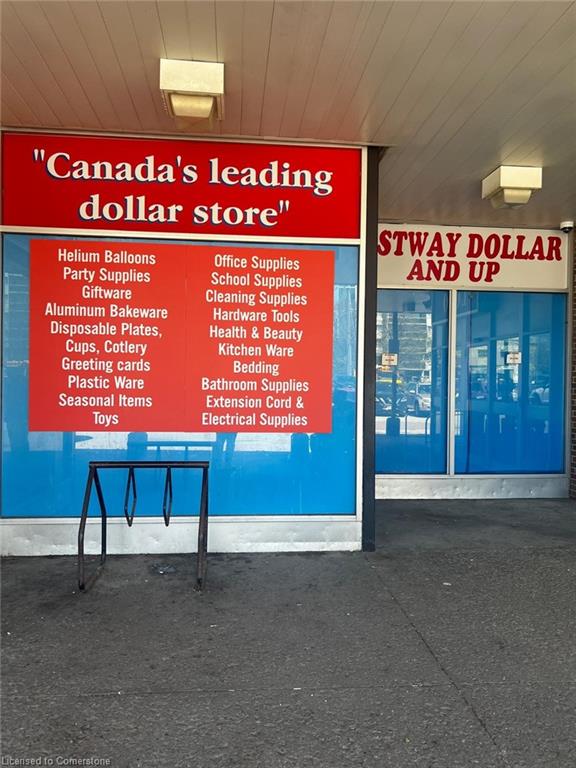 "Canada's leading
dollar store"
Helium Balloons
Party Supplies
Giftware
Aluminum Bakeware
Disposable Plates,
Cups, Cotlery
Greeting cards
Plastic Ware
Seasonal Items
Toys
Office Supplies
School Supplies
Cleaning Supplies
Hardware Tools
Health & Beauty
Kitchen Ware
Bedding
Bathroom Supplies
Extension Cord &
Electrical Supplies
STWAY DOLLAR
AND UP
Licensed to Cornerstone